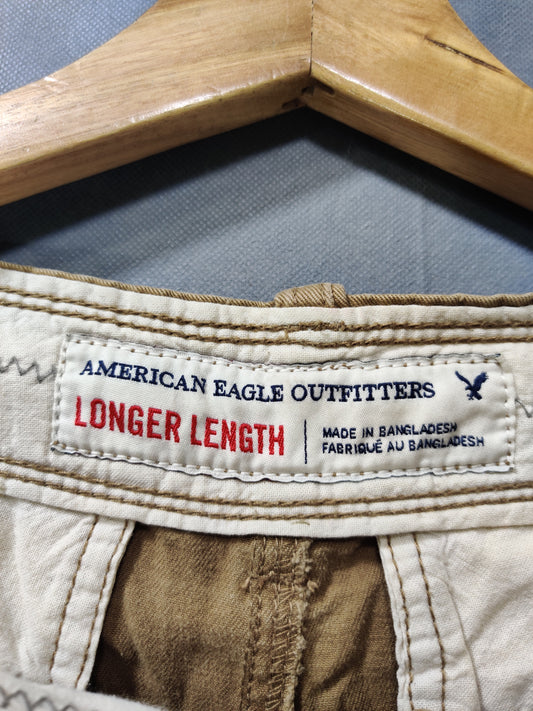 AMERICAN EAGLE OUTFITTERS
LONGER LENGTH
MADE IN BANGLADESH
FABRIQUÉ AU BANGLADESH